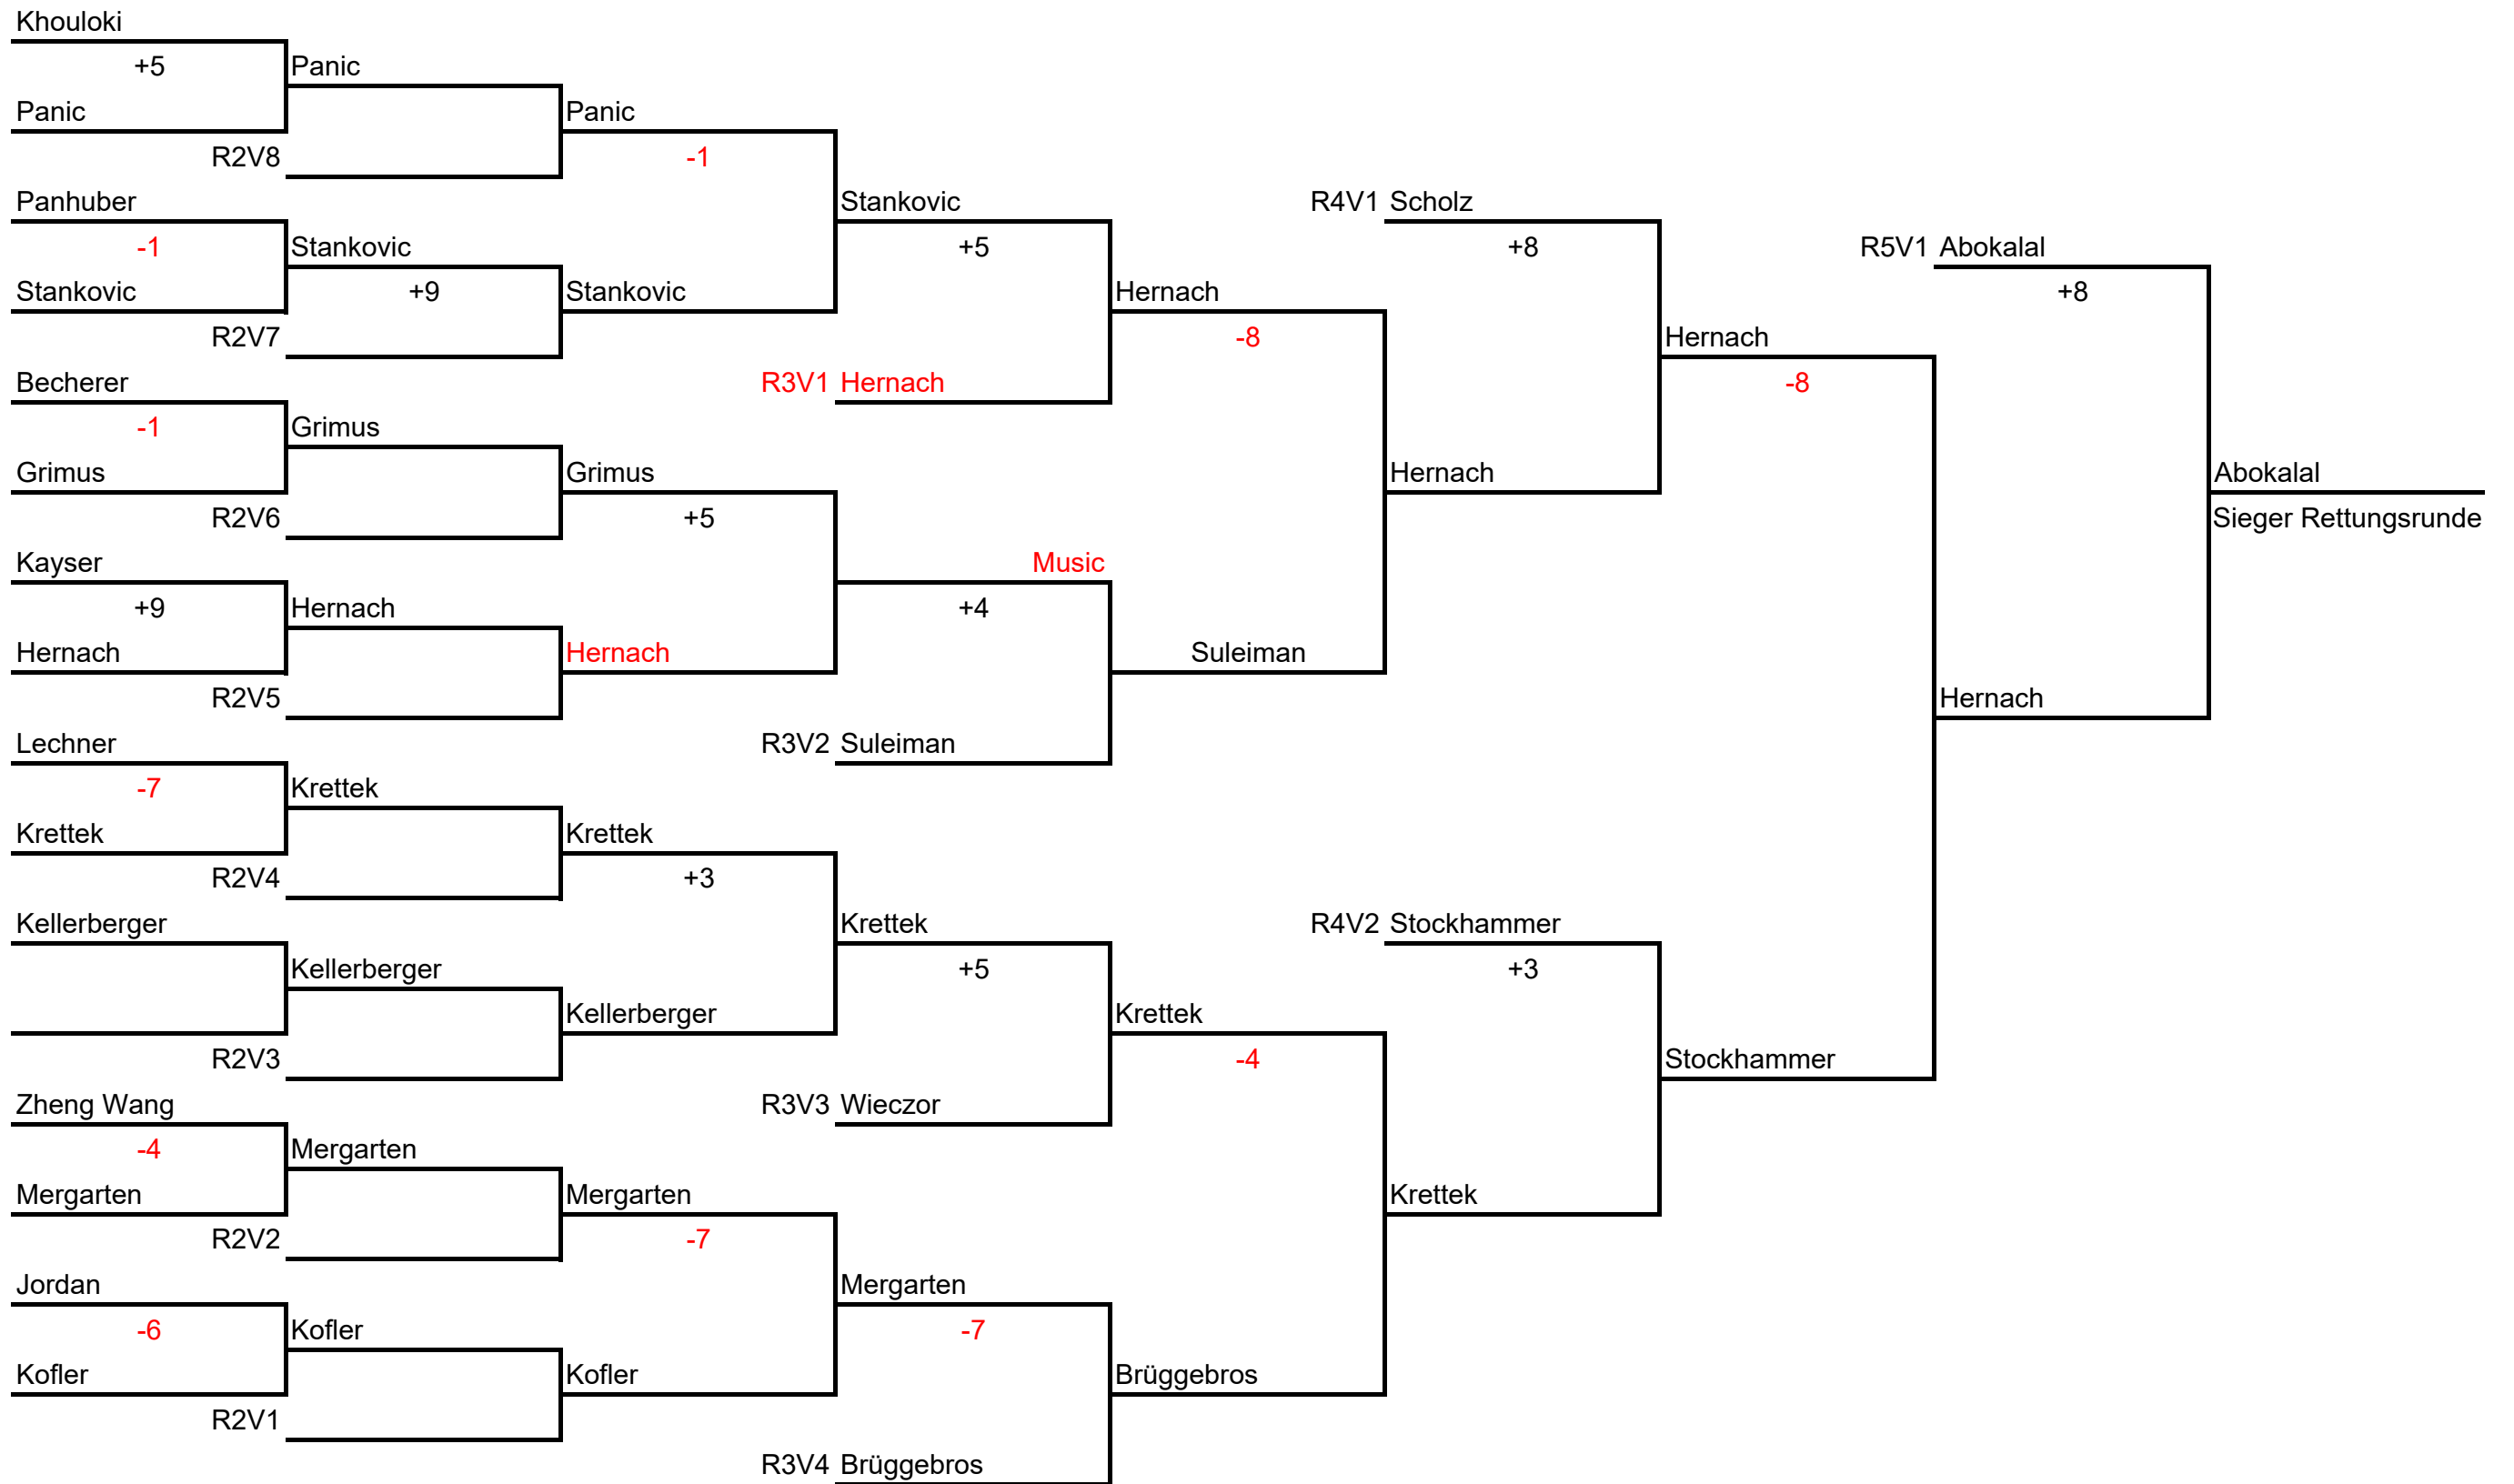 Khouloki
+5
Panic
Panic
Panic
R2V8
-1
Panhuber
Stankovic
R4V1 Scholz
-1
Stankovic
+5
+8
R5V1 Abokalal
Stankovic
+9
Stankovic
Hernach
+8
R2V7
-8
Hernach
Becherer
R3V1 Hernach
-8
-1
Grimus
Grimus
Grimus
Hernach
Abokalal
R2V6
+5
Sieger Rettungsrunde
Kayser
Music
+9
Hernach
+4
Hernach
Hernach
Suleiman
R2V5
Hernach
Lechner
R3V2 Suleiman
-7
Krettek
Krettek
Krettek
R2V4
+3
Kellerberger
Krettek
R4V2 Stockhammer
Kellerberger
+5
+3
Kellerberger
Krettek
R2V3
-4
Stockhammer
Zheng Wang
R3V3 Wieczor
-4
Mergarten
Mergarten
Mergarten
Krettek
R2V2
-7
Jordan
Mergarten
-6
Kofler
-7
Kofler
Kofler
Brüggebros
R2V1
R3V4 Brüggebros